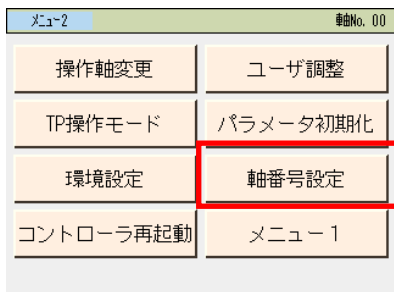 ﾒﾆｭｰ2 軸No. 00
操作軸変更 ユーザ調整
TP操作モード パラメータ初期化
環境設定 軸番号設定
コントローラ再起動 メニュー1